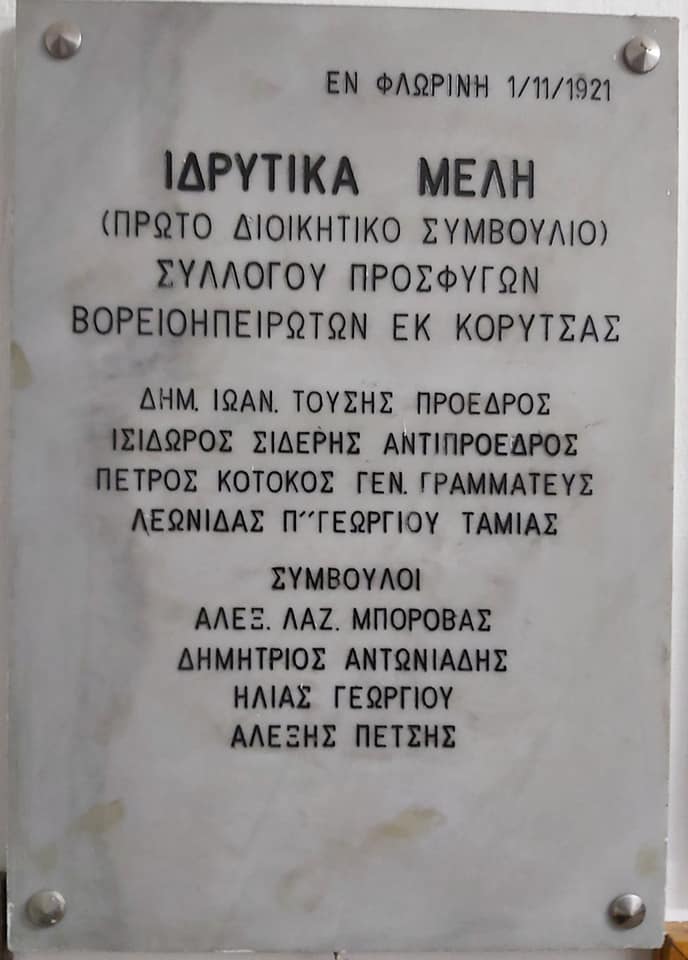 ΕΝ ΦΛΩΡΙΝΗ 1/11/1921
ΙΔΡΥΤΙΚΑ ΜΕΛΗ
(ΠΡΩΤΟ ΔΙΟΙΚΗΤΙΚΟ ΣΥΜΒΟΥΛΙΟ)
ΣΥΛΛΟΓΟΥ ΠΡΟΣΦΥΓΩΝ
ΒΟΡΕΙΟΗΠΕΙΡΩΤΩΝ ΕΚ ΚΟΡΥΤΣΑΣ
ΔΗΜ. ΙΩΑΝ. ΤΟΥΣΗΣ ΠΡΟΕΔΡΟΣ
ΙΣΙΔΩΡΟΣ ΣΙΔΕΡΗΣ ΑΝΤΙΠΡΟΕΔΡΟΣ
ΠΕΤΡΟΣ ΚΟΤΟΚΟΣ ΓΕΝ. ΓΡΑΜΜΑΤΕΥΣ
ΛΕΩΝΙΔΑΣ Π´´ΓΕΩΡΓΙΟΥ ΤΑΜΙΑΣ
ΣΥΜΒΟΥΛΟΙ
ΑΛΕΞ. ΛΑΖ. ΜΠΟΡΟΒΑΣ
ΔΗΜΗΤΡΙΟΣ ΑΝΤΩΝΙΑΔΗΣ
ΗΛΙΑΣ ΓΕΩΡΓΙΟΥ
ΑΛΕΞΗΣ ΠΕΤΣΗΣ